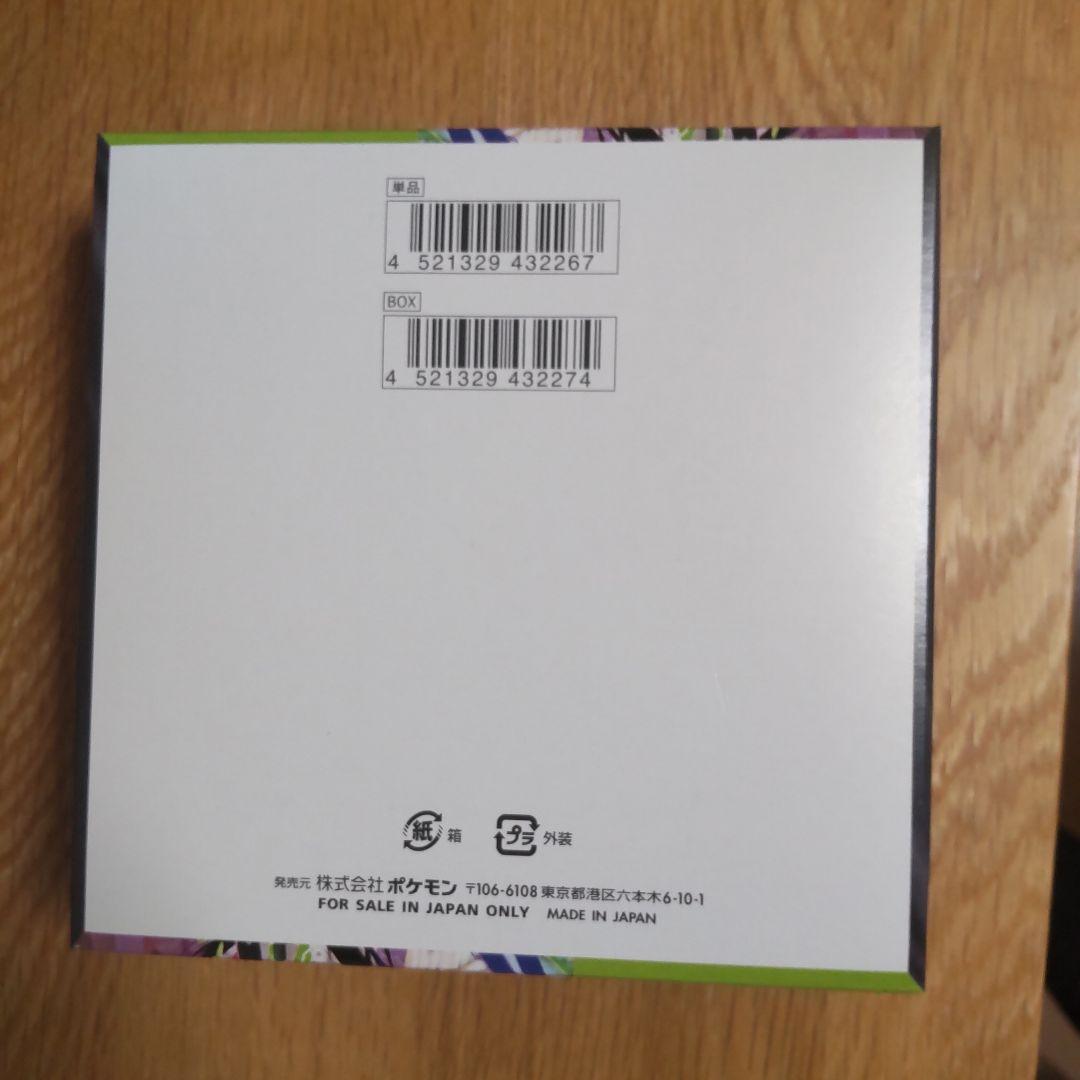 単品
4 521329 432267
BOX
4 521329 432274
紙 箱 プラ 外装
発売元 株式会社 ポケモン 〒106-6108 東京都港区六本木6-10-1
FOR SALE IN JAPAN ONLY MADE IN JAPAN